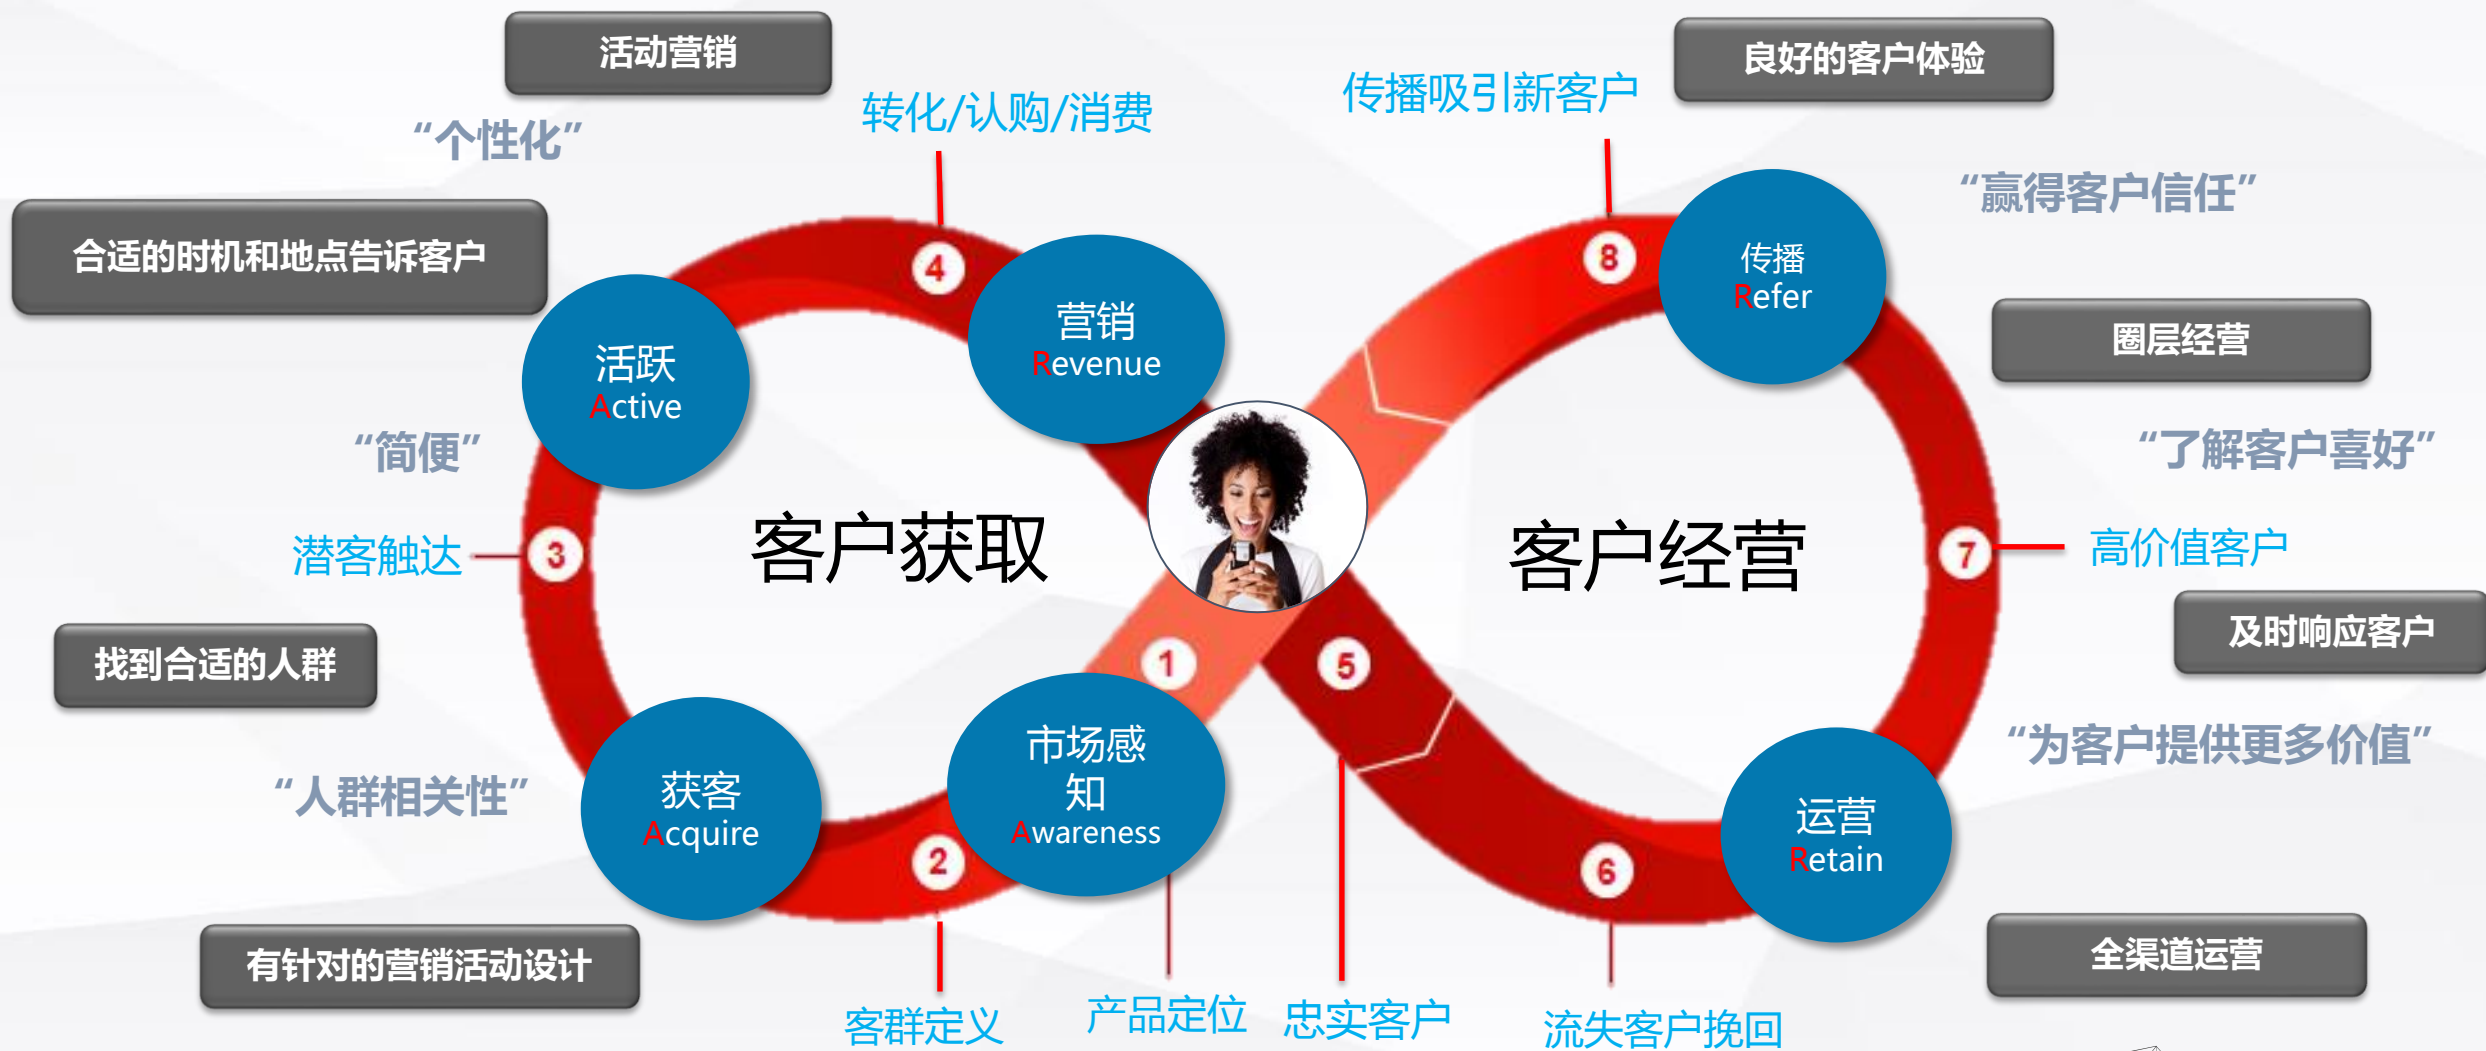 活动营销
良好的客户体验
转化/认购/消费
传播吸引新客户
“个性化”
“赢得客户信任”
合适的时机和地点告诉客户
4
8
传播
Refer
营销
Revenue
圈层经营
活跃
Active
“简便”
“了解客户喜好”
潜客触达
3
客户获取
客户经营
7
高价值客户
找到合适的人群
1
5
及时响应客户
“人群相关性”
“为客户提供更多价值”
获客
Acquire
市场感
知
Awareness
运营
Retain
2
6
有针对的营销活动设计
全渠道运营
客群定义
产品定位
忠实客户
流失客户挽回